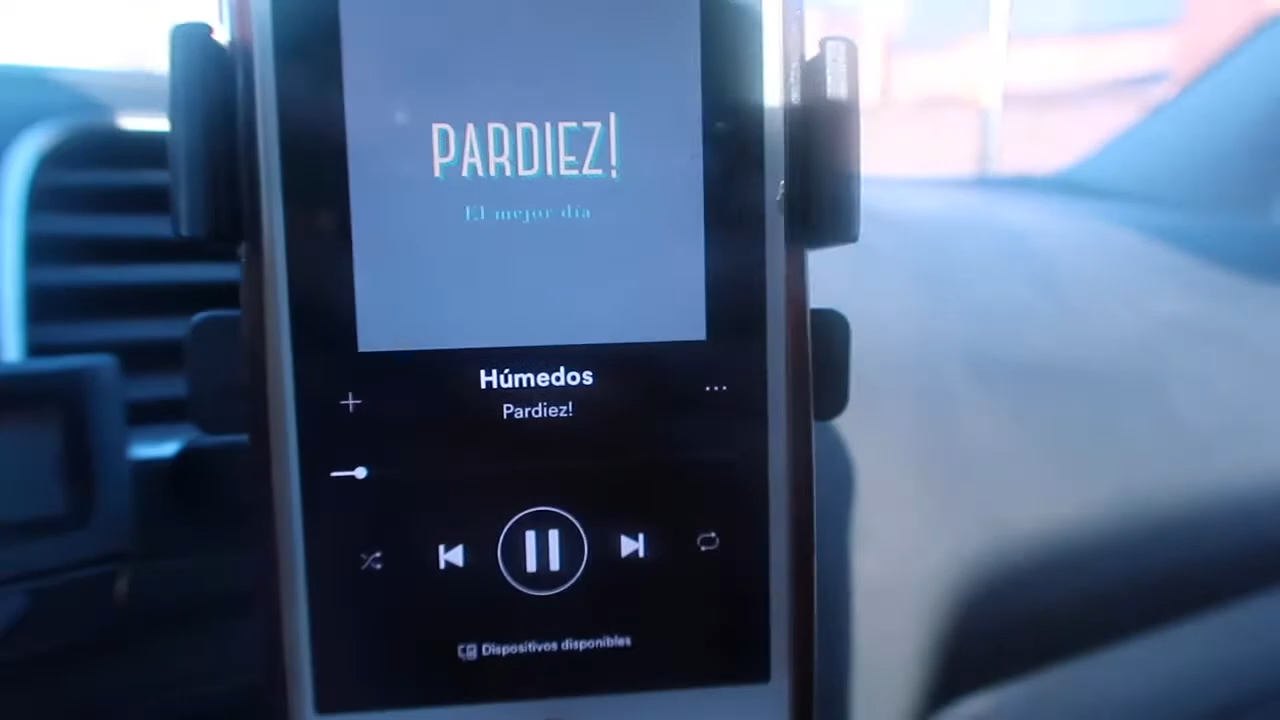 PARDIEZ!
El mejor día
Húmedos
Pardiez!
Dispositivos disponibles